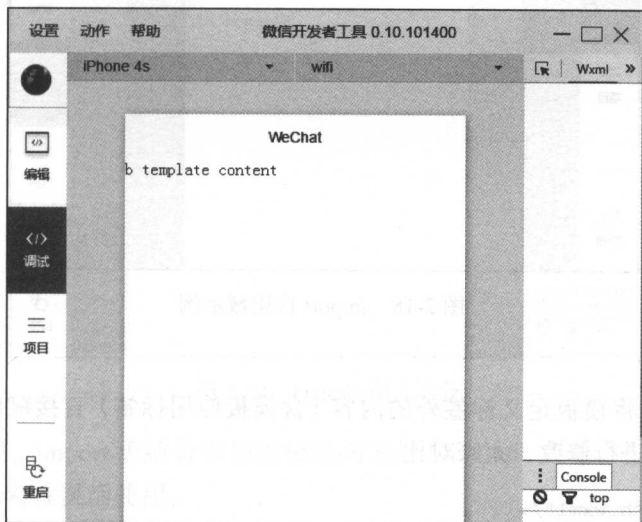 设置 动作 帮助 微信开发者工具 0.10.101400
iPhone 4s wifi Wxml »
WeChat
编辑
b template content
</>
调试
项目
Console
重启
top